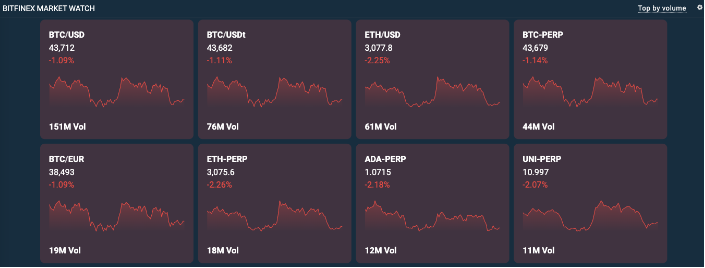 BITFINEX MARKET WATCH
Top by volume
BTC/USD
43,712
-1.09%
151M Vol
BTC/USDt
43,682
-1.11%
76M Vol
ETH/USD
3,077.8
-2.25%
61M Vol
BTC-PERP
43,679
-1.14%
44M Vol
BTC/EUR
38,493
-1.09%
19M Vol
ETH-PERP
3,075.6
-2.26%
18M Vol
ADA-PERP
1.0715
-2.18%
12M Vol
UNI-PERP
10.997
-2.07%
11M Vol